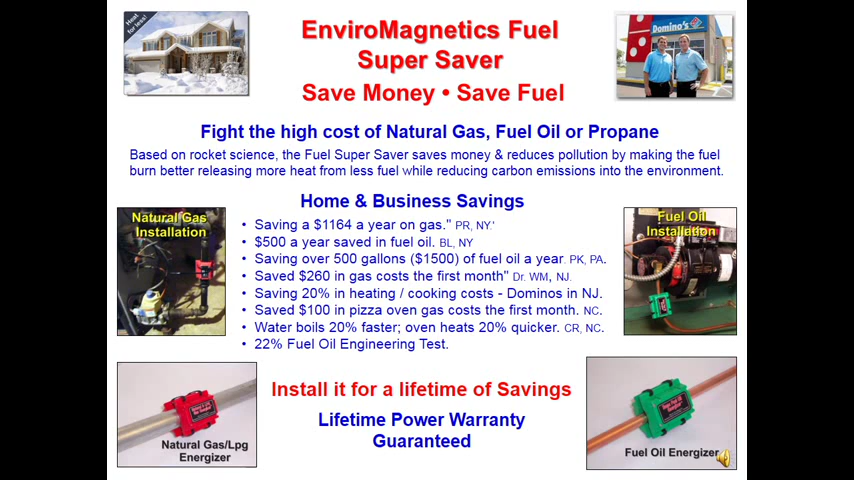 Heat
for less!
EnviroMagnetics Fuel
Super Saver
Save Money • Save Fuel
Domino's
Fight the high cost of Natural Gas, Fuel Oil or Propane
Based on rocket science, the Fuel Super Saver saves money & reduces pollution by making the fuel
burn better releasing more heat from less fuel while reducing carbon emissions into the environment.
Home & Business Savings
Natural Gas
Installation
• Saving a $1164 a year on gas." PR, NY.'
• $500 a year saved in fuel oil. BL, NY
• Saving over 500 gallons ($1500) of fuel oil a year. PK, PA.
• Saved $260 in gas costs the first month" Dr. WM, NJ.
• Saving 20% in heating / cooking costs - Dominos in NJ.
• Saved $100 in pizza oven gas costs the first month. NC.
• Water boils 20% faster; oven heats 20% quicker. CR, NC.
• 22% Fuel Oil Engineering Test.
Fuel Oil
Installation
Install it for a lifetime of Savings
Lifetime Power Warranty
Guaranteed
Natural Gas/Lpg
Energizer
Fuel Oil Energizer